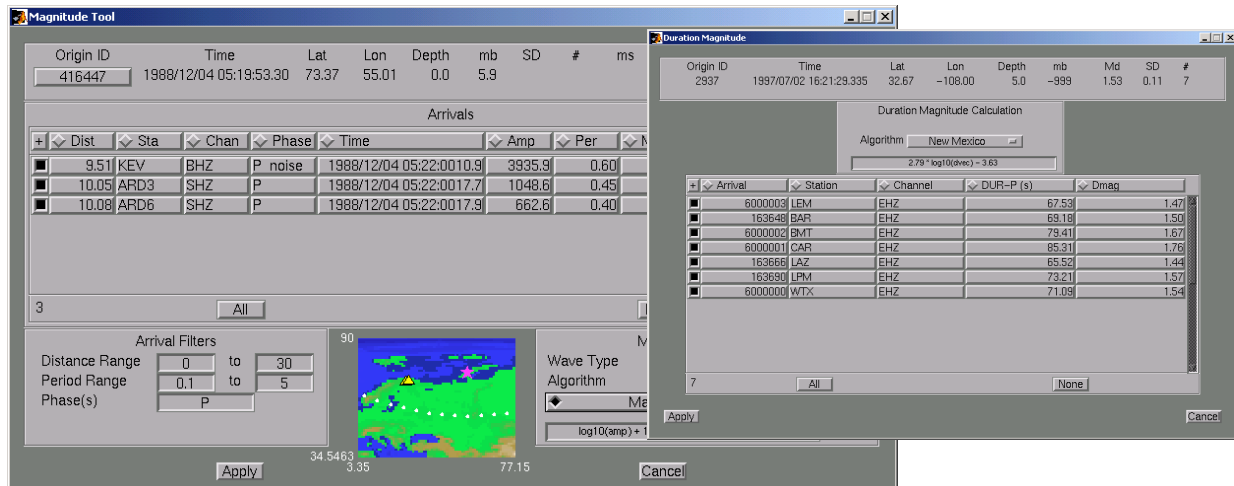 Magnitude Tool
Origin ID Time Lat Lon Depth mb SD # ms
416447 1988/12/04 05:19:53.30 73.37 55.01 0.0 5.9
Arrivals
+ Dist Sta Chan Phase Time Amp Per
9.51 KEV BHZ P noise 1988/12/04 05:22:0010.9 3935.9 0.60
10.05 ARD3 SHZ P 1988/12/04 05:22:0017.7 1048.6 0.45
10.08 ARD6 SHZ P 1988/12/04 05:22:0017.9 662.6 0.40
3 All
Arrival Filters
Distance Range 0 to 30
Period Range 0.1 to 5
Phase(s) P
90
34.5463
3.35 77.15
Wave Type
Algorithm
Ma
log10(amp) + 1
Apply Cancel
Duration Magnitude
Origin ID Time Lat Lon Depth mb Md SD #
2937 1997/07/02 16:21:29.335 32.67 -108.00 5.0 -999 1.53 0.11 7
Duration Magnitude Calculation
Algorithm New Mexico
2.79 * log10(dvec) - 3.63
+ Arrival Station Channel DUR-P (s) Dmag
6000003 LEM EHZ 67.53 1.47
163648 BAR EHZ 69.18 1.50
6000002 BMT EHZ 79.41 1.67
6000001 CAR EHZ 85.31 1.76
163666 LAZ EHZ 65.52 1.44
163690 LPM EHZ 73.21 1.57
6000000 WTX EHZ 71.09 1.54
7 All None
Apply Cancel